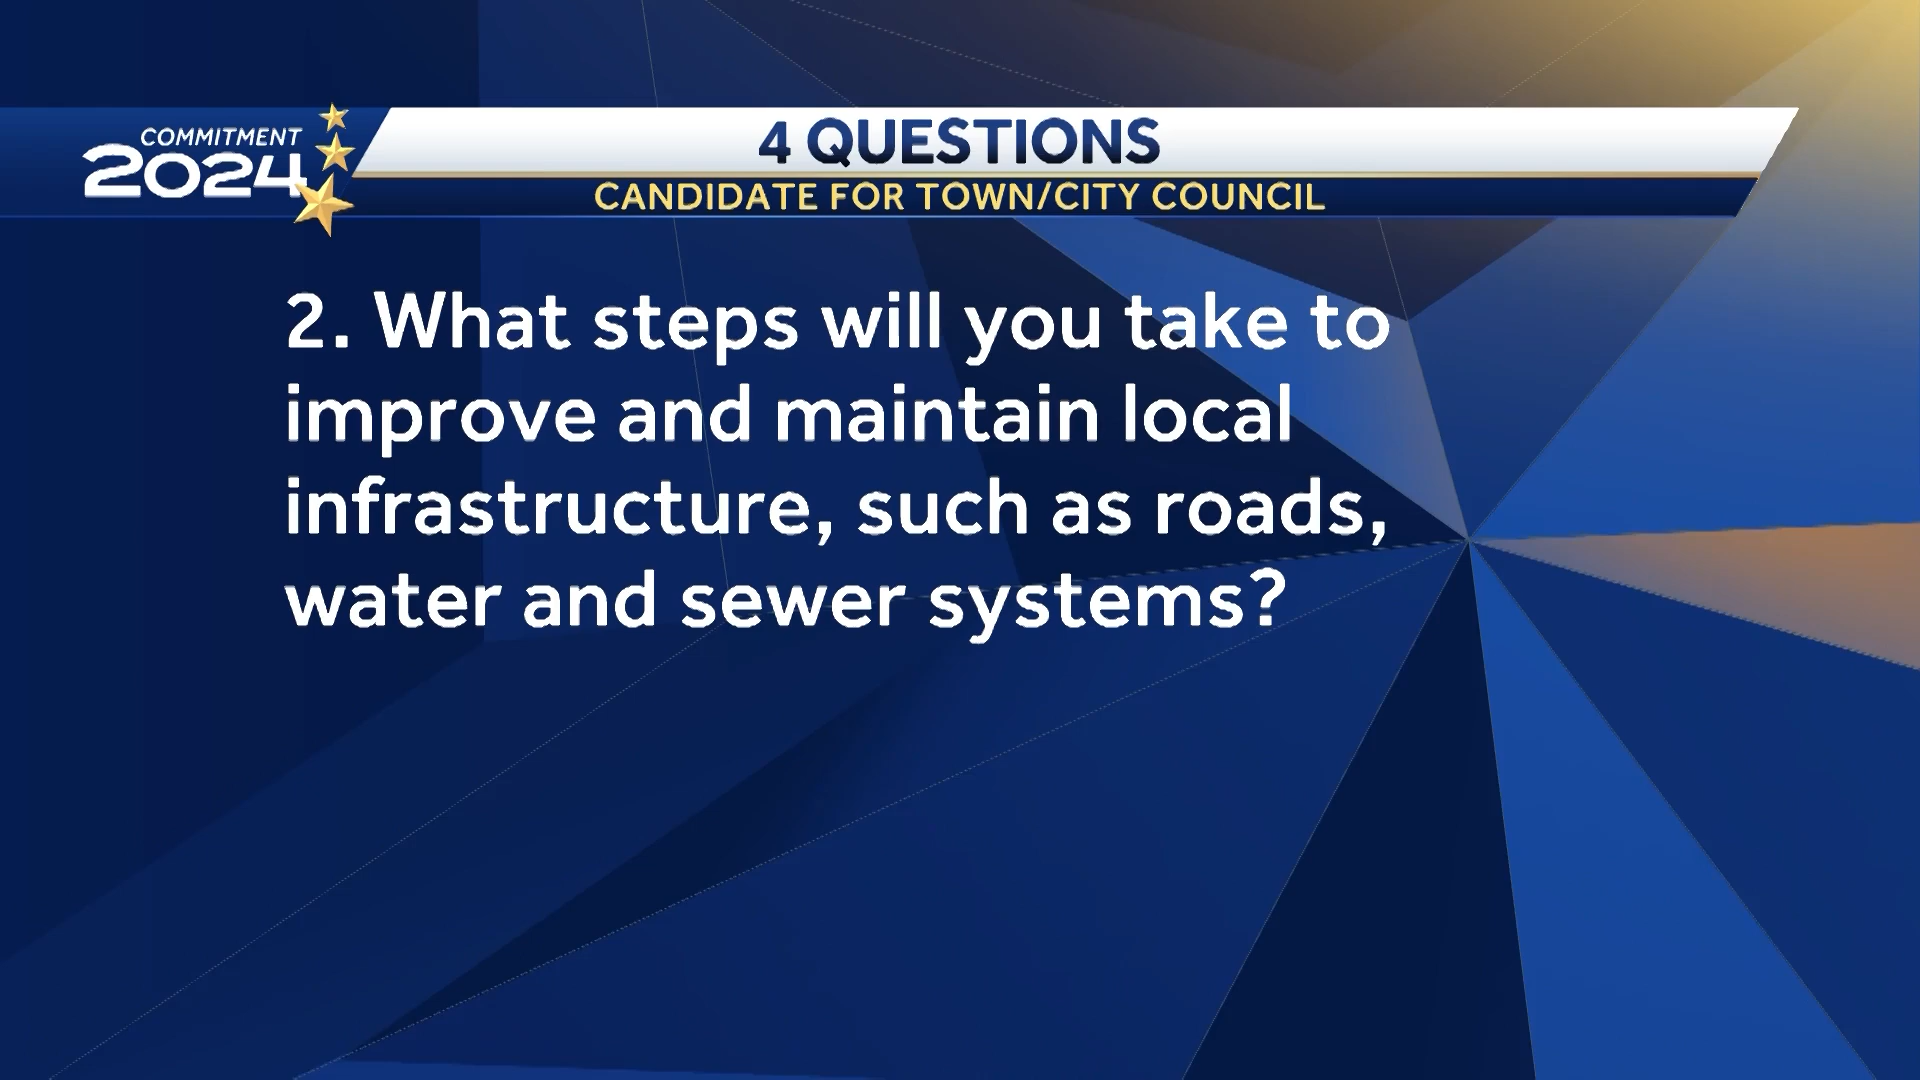 COMMITMENT
2024
4 QUESTIONS
CANDIDATE FOR TOWN/CITY COUNCIL
2. What steps will you take to
improve and maintain local
infrastructure, such as roads,
water and sewer systems?